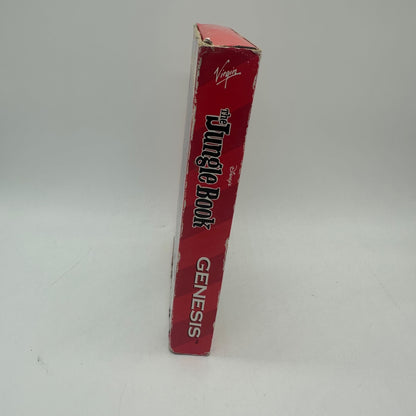 Virgin
Disney's
The Jungle Book
GENESIS